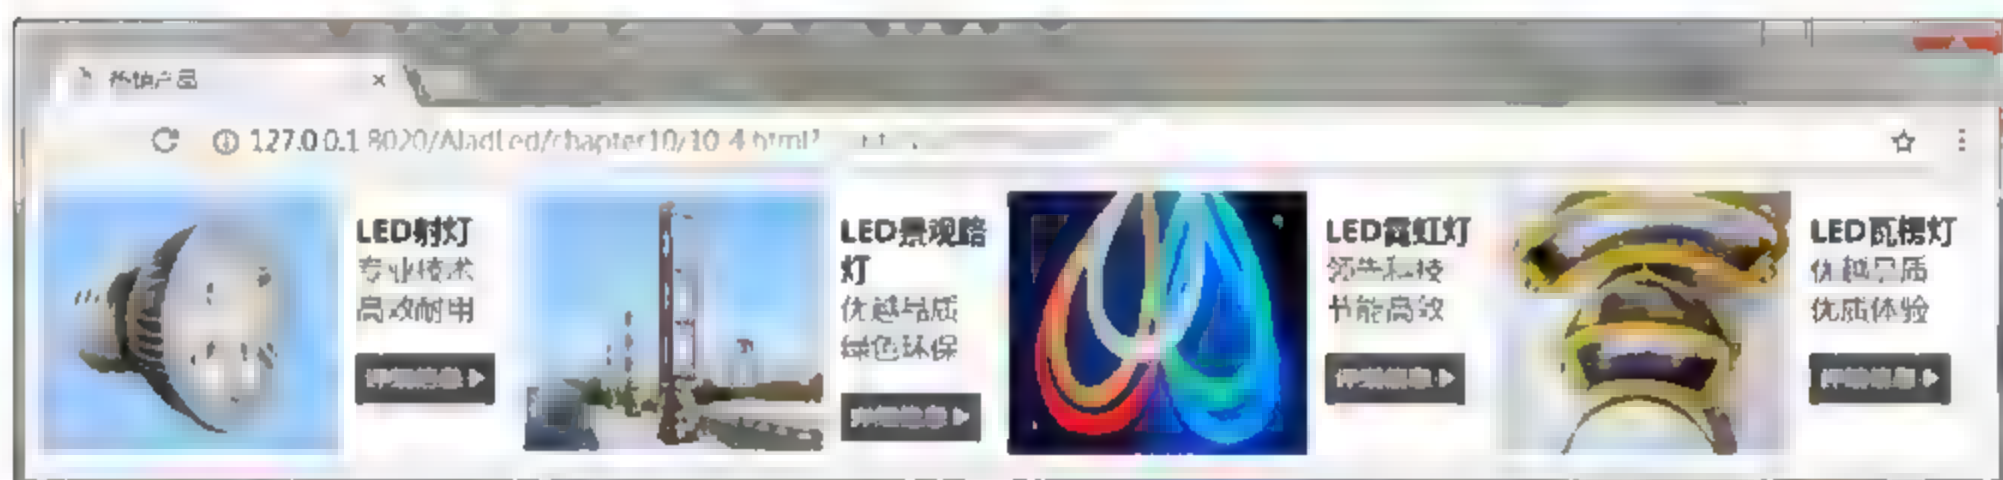 热销产品
127.0.0.1:8020/AladLed/chapter10/10-4.html?
LED射灯
专业技术
高效耐用
LED景观路
灯
优越品质
绿色环保
LED霓虹灯
领先科技
节能高效
LED瓦楞灯
优越品质
优质体验